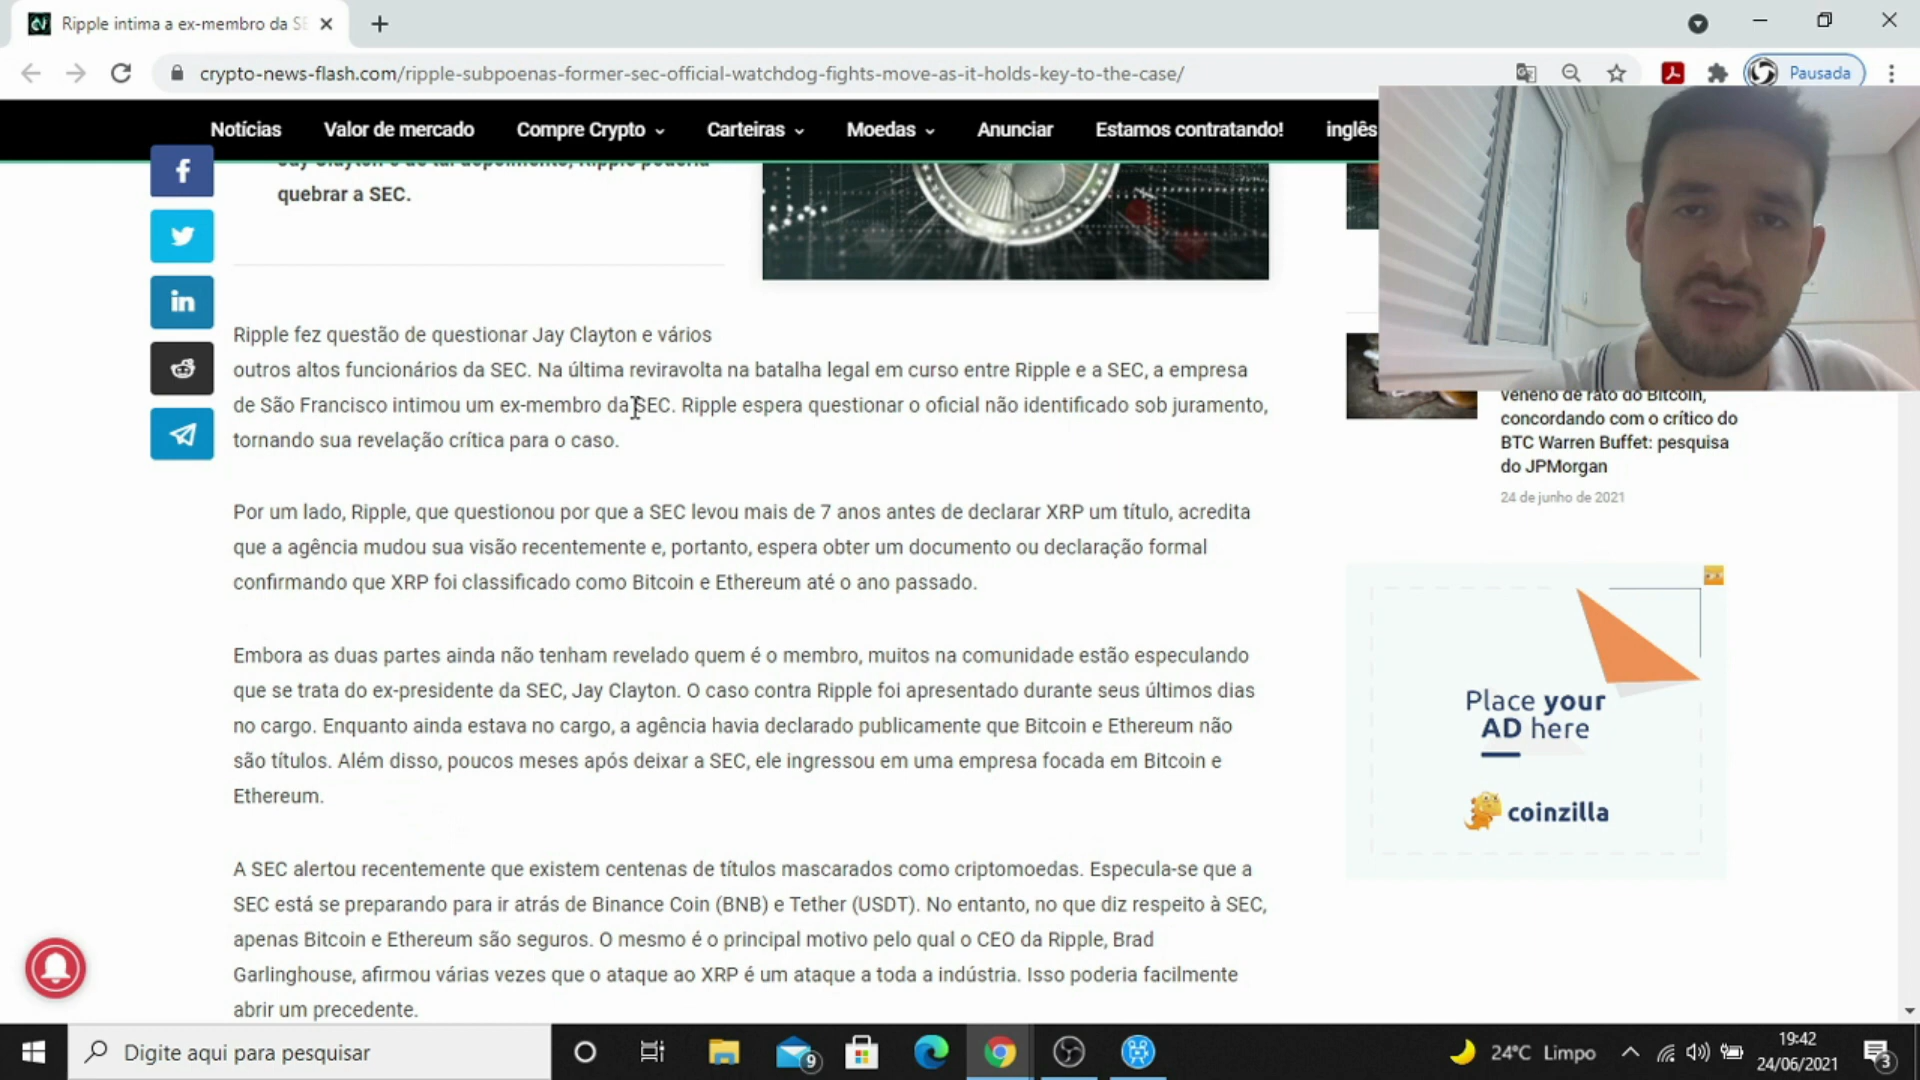 Ripple intima a ex-membro da SE
crypto-news-flash.com/ripple-subpoenas-former-sec-official-watchdog-fights-move-as-it-holds-key-to-the-case/
Pausada
Notícias Valor de mercado Compre Crypto Carteiras Moedas Anunciar Estamos contratando! inglês
Jay Clayton e do tal depoimento, Ripple poderia
quebrar a SEC.
Ripple fez questão de questionar Jay Clayton e vários
outros altos funcionários da SEC. Na última reviravolta na batalha legal em curso entre Ripple e a SEC, a empresa
de São Francisco intimou um ex-membro da SEC. Ripple espera questionar o oficial não identificado sob juramento,
tornando sua revelação crítica para o caso.
Por um lado, Ripple, que questionou por que a SEC levou mais de 7 anos antes de declarar XRP um título, acredita
que a agência mudou sua visão recentemente e, portanto, espera obter um documento ou declaração formal
confirmando que XRP foi classificado como Bitcoin e Ethereum até o ano passado.
Embora as duas partes ainda não tenham revelado quem é o membro, muitos na comunidade estão especulando
que se trata do ex-presidente da SEC, Jay Clayton. O caso contra Ripple foi apresentado durante seus últimos dias
no cargo. Enquanto ainda estava no cargo, a agência havia declarado publicamente que Bitcoin e Ethereum não
são títulos. Além disso, poucos meses após deixar a SEC, ele ingressou em uma empresa focada em Bitcoin e
Ethereum.
A SEC alertou recentemente que existem centenas de títulos mascarados como criptomoedas. Especula-se que a
SEC está se preparando para ir atrás de Binance Coin (BNB) e Tether (USDT). No entanto, no que diz respeito à SEC,
apenas Bitcoin e Ethereum são seguros. O mesmo é o principal motivo pelo qual o CEO da Ripple, Brad
Garlinghouse, afirmou várias vezes que o ataque ao XRP é um ataque a toda a indústria. Isso poderia facilmente
abrir um precedente.
veneno de rato do Bitcoin,
concordando com o crítico do
BTC Warren Buffet: pesquisa
do JPMorgan
24 de junho de 2021
Place your
AD here
coinzilla
Digite aqui para pesquisar
9
24°C Limpo
19:42
24/06/2021
3